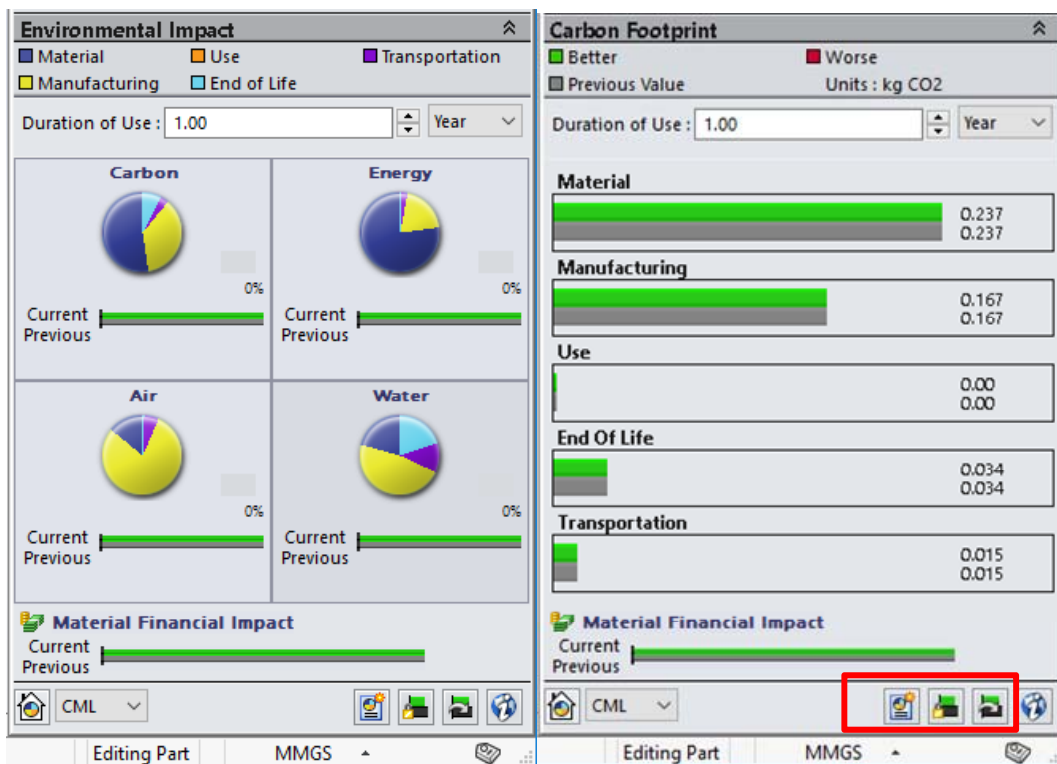 Environmental Impact
Material Use Transportation
Manufacturing End of Life
Duration of Use : 1.00 Year
Carbon Energy
0% 0%
Current Current
Previous Previous
Air Water
0% 0%
Current Current
Previous Previous
Material Financial Impact
Current
Previous
CML
Editing Part MMGS
Carbon Footprint
Better Worse
Previous Value Units : kg CO2
Duration of Use : 1.00 Year
Material
0.237
0.237
Manufacturing
0.167
0.167
Use
0.00
0.00
End Of Life
0.034
0.034
Transportation
0.015
0.015
Material Financial Impact
Current
Previous
CML
Editing Part MMGS